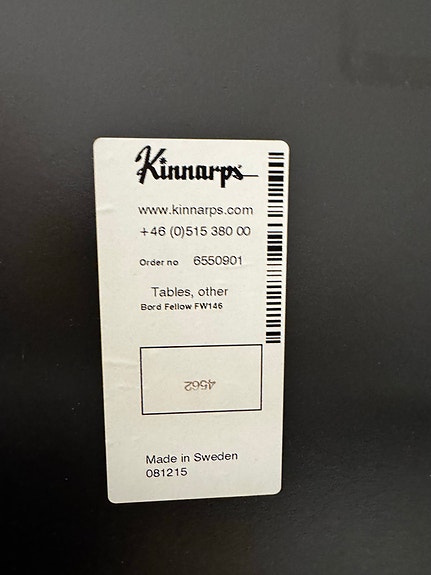 Kinnarps
www.kinnarps.com
+46 (0)515 380 00
Order no 6550901
Tables, other
Bord Fellow FW146
4562
Made in Sweden
081215